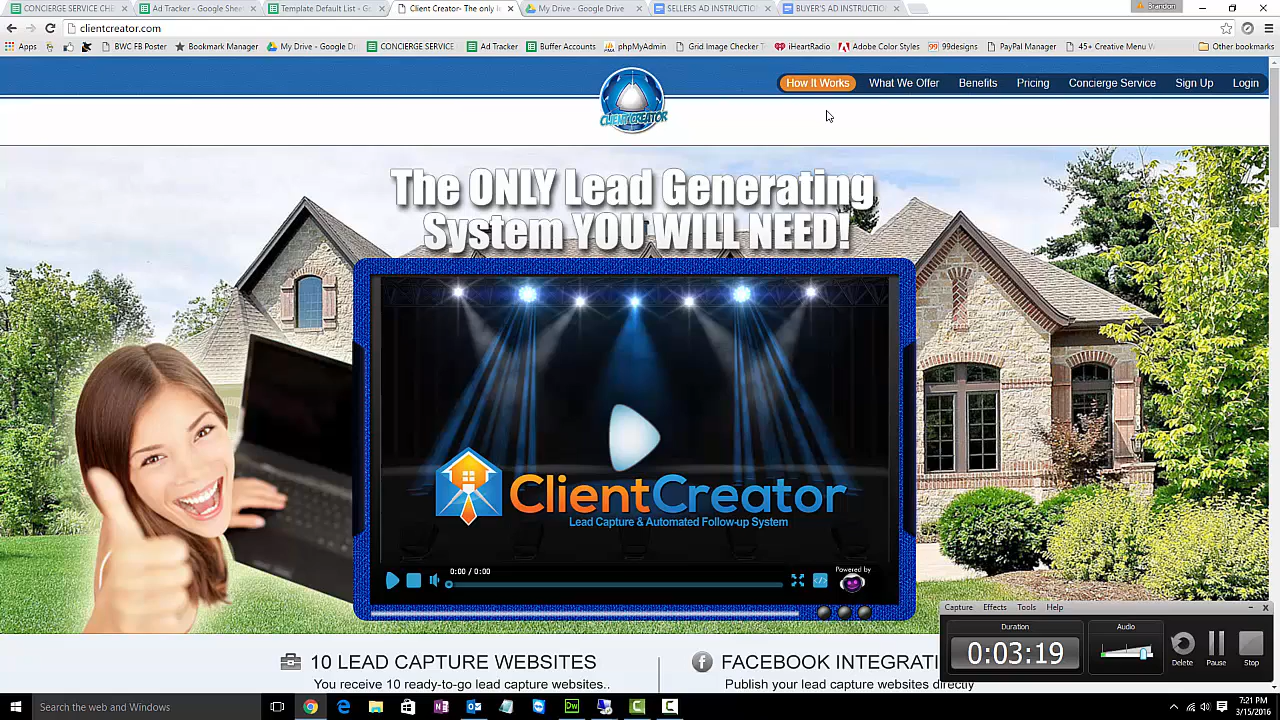 CONCIERGE SERVICE CHE
Ad Tracker - Google Shee
Template Default List - G
Client Creator- The only l
My Drive - Google Drive
SELLERS AD INSTRUCTION
BUYER'S AD INSTRUCTION
Brandon
clientcreator.com
Apps
BWC FB Poster
Bookmark Manager
My Drive - Google Dr
CONCIERGE SERVICE
Ad Tracker
Buffer Accounts
phpMyAdmin
Grid Image Checker T
iHeartRadio
Adobe Color Styles
99 99designs
PayPal Manager
45+ Creative Menu
Other bookmarks
How It Works
What We Offer
Benefits
Pricing
Concierge Service
Sign Up
Login
CLIENTCREATOR
The ONLY Lead Generating
System YOU WILL NEED!
ClientCreator
Lead Capture & Automated Follow-up System
0:00 / 0:00
Powered by
Capture
Effects
Tools
Help
Duration
Audio
0:03:19
Delete
Pause
Stop
10 LEAD CAPTURE WEBSITES
You receive 10 ready-to-go lead capture websites..
FACEBOOK INTEGRATI
Publish your lead capture websites directly
Search the web and Windows
7:21 PM
3/15/2016